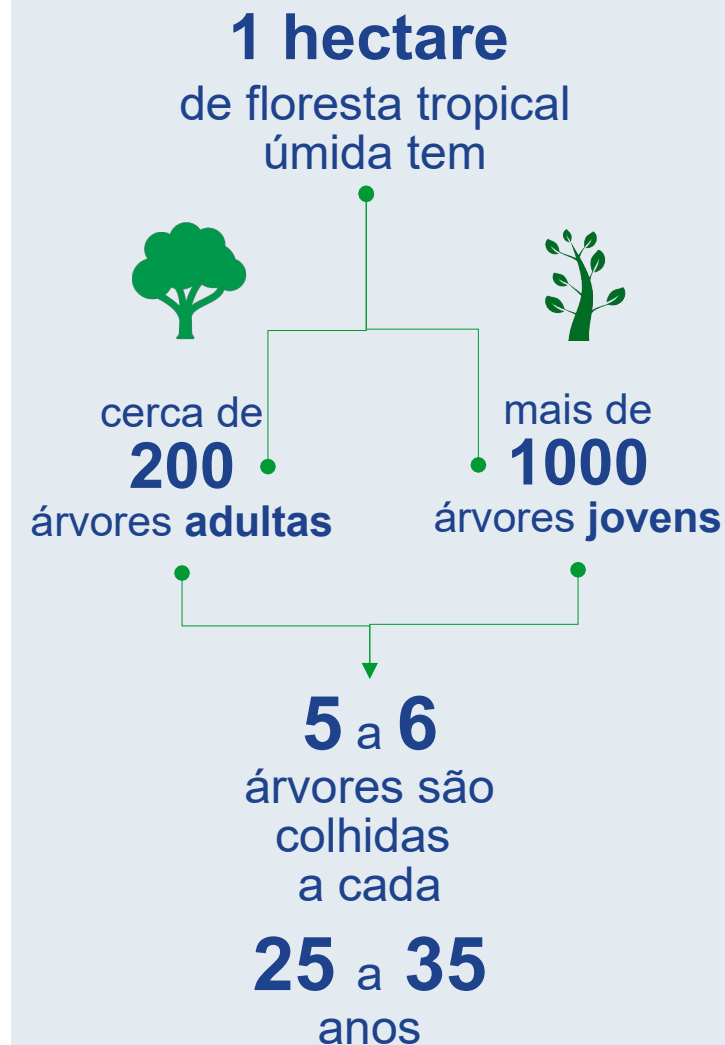 1 hectare
de floresta tropical
úmida tem
cerca de
200
árvores adultas
mais de
1000
árvores jovens
5 a 6
árvores são
colhidas
a cada
25 a 35
anos